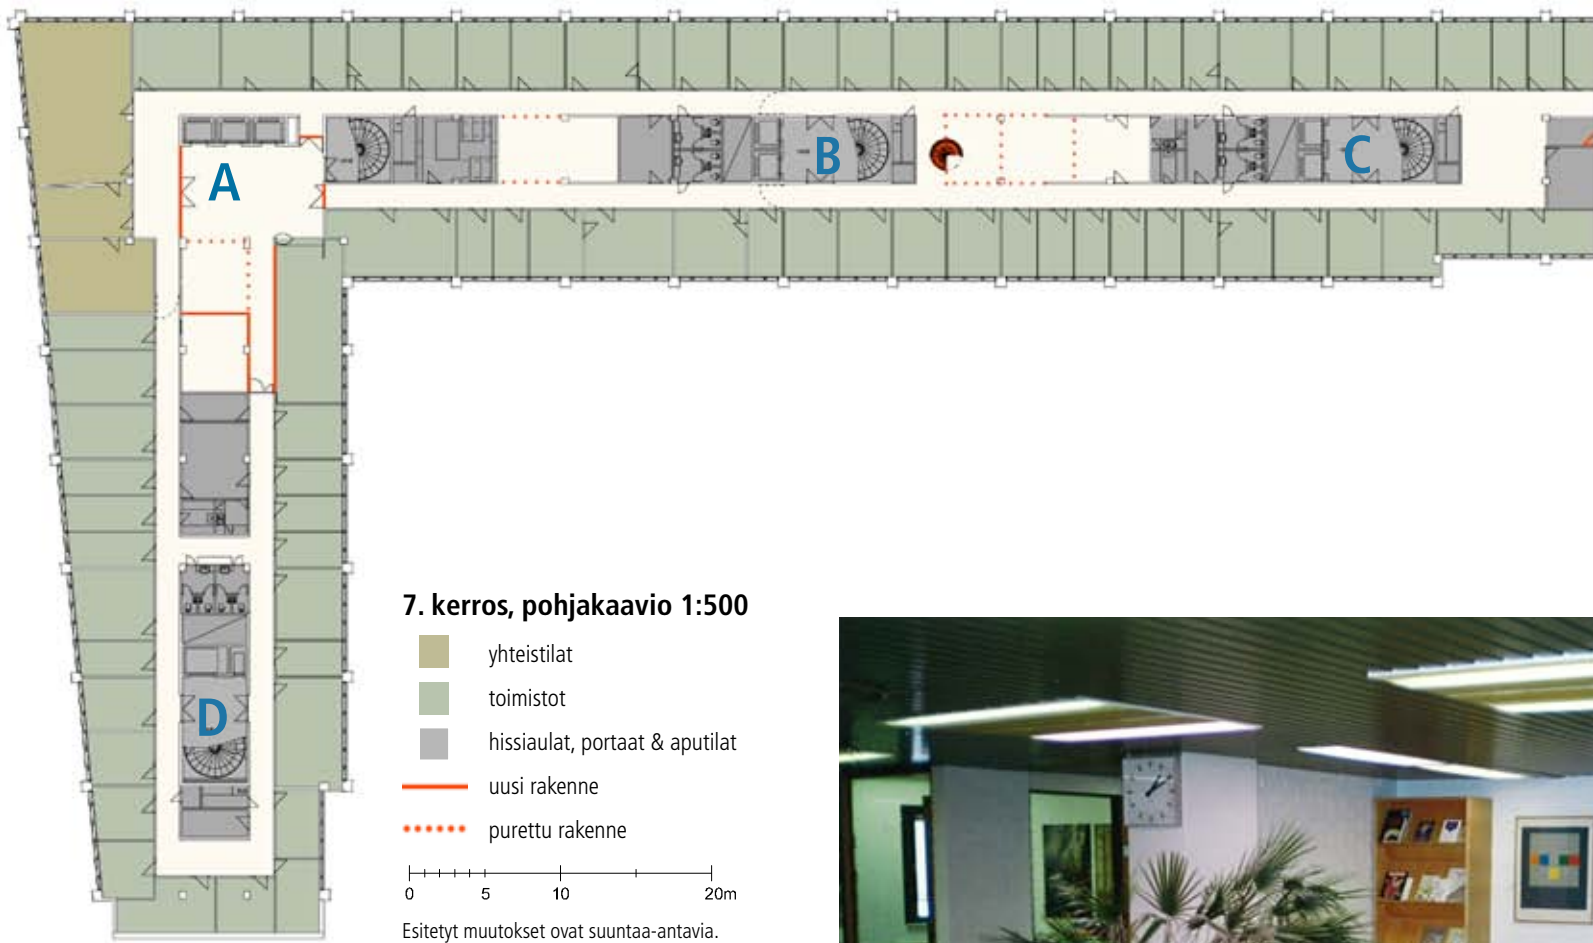 A
B
C
D
7. kerros, pohjakaavio 1:500
yhteistilat
toimistot
hissiaulat, portaat & aputilat
uusi rakenne
purettu rakenne
0 5 10 20m
Esitetyt muutokset ovat suuntaa-antavia.